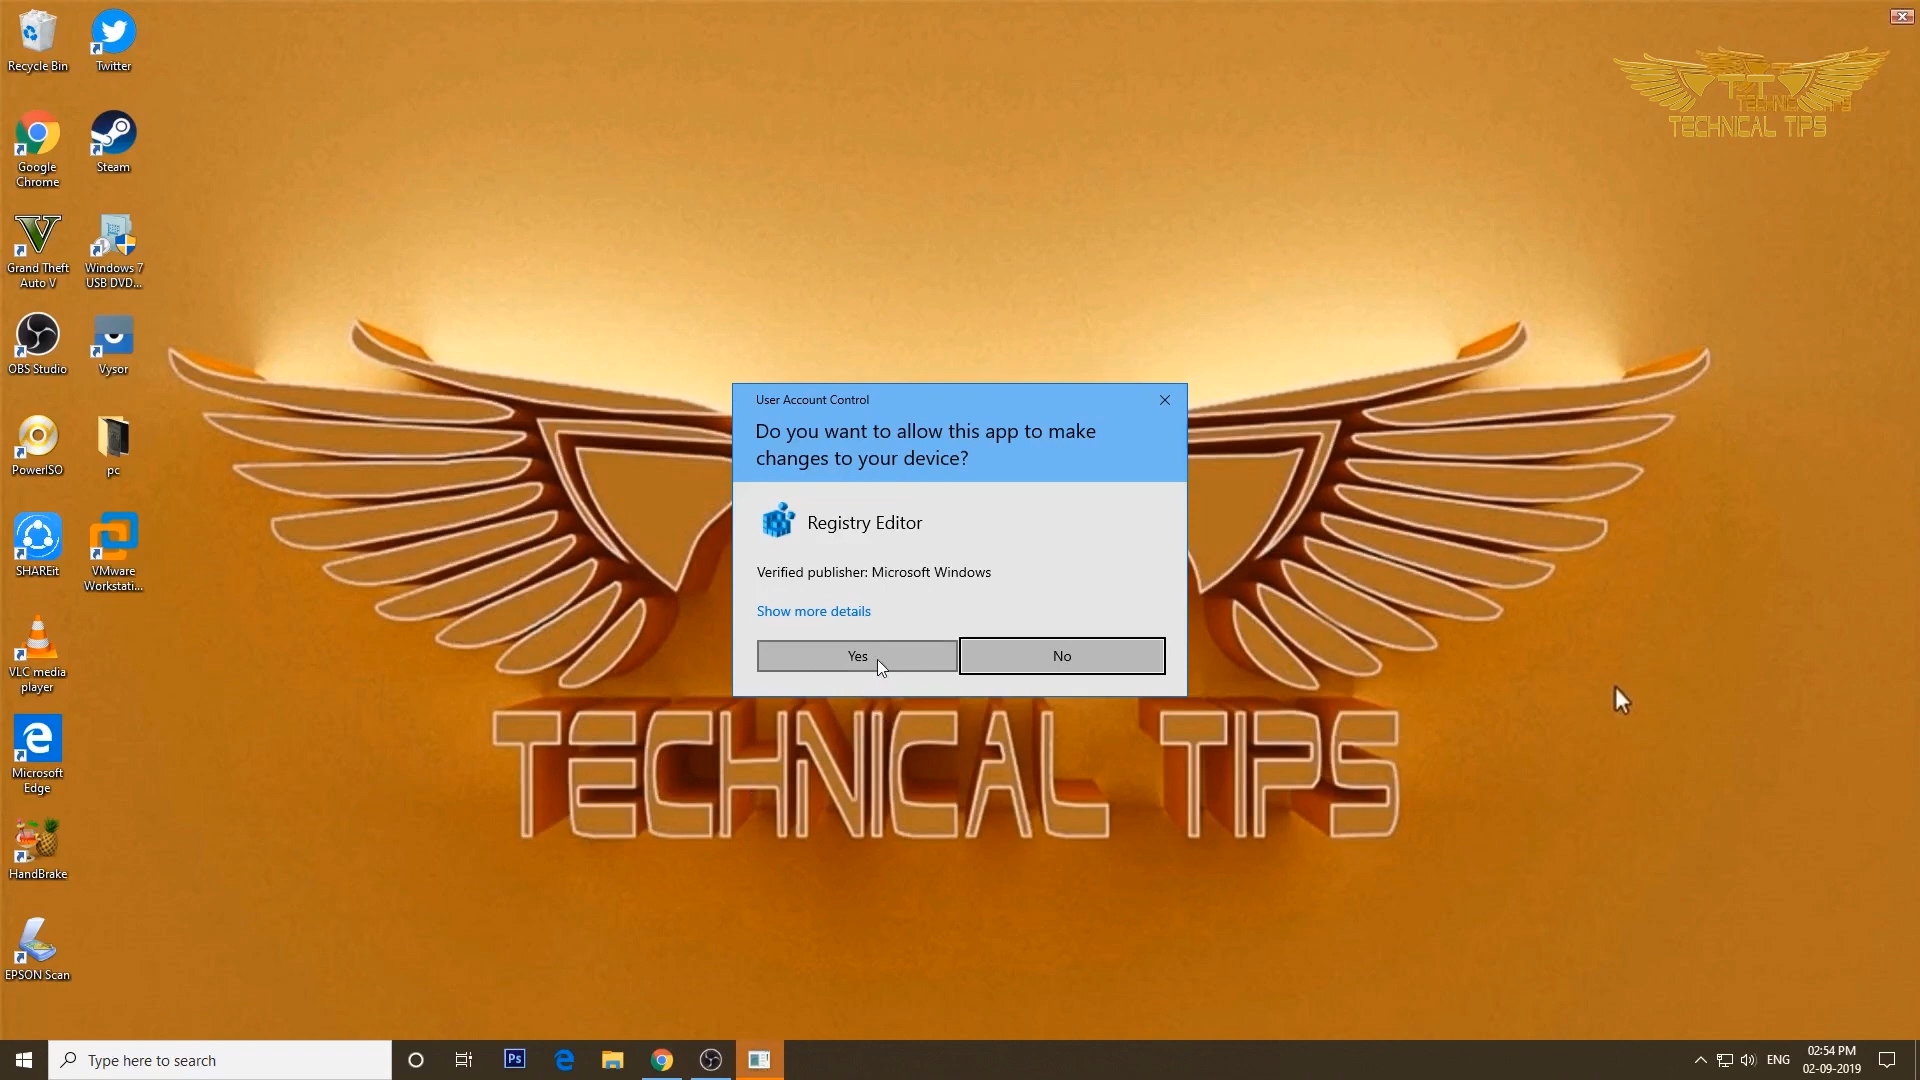 Recycle Bin
Twitter
Google
Chrome
Steam
Grand Theft
Auto V
Windows 7
USB DVD...
OBS Studio
Vysor
PowerISO
pc
SHAREit
VMware
Workstati...
VLC media
player
Microsoft
Edge
HandBrake
EPSON Scan
TECHNICAL TIPS
User Account Control
Do you want to allow this app to make
changes to your device?
Registry Editor
Verified publisher: Microsoft Windows
Show more details
Yes
No
TECHNICAL TIPS
Type here to search
Ps
ENG
02:54 PM
02-09-2019